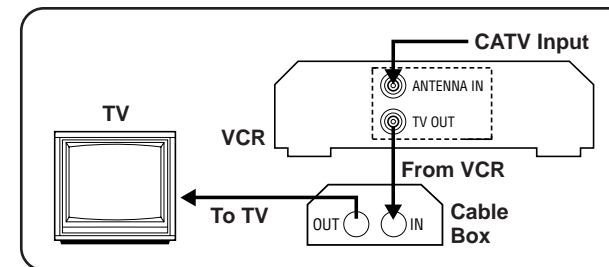 CATV Input
ANTENNA IN
TV
TV OUT
VCR
From VCR
To TV
OUT
IN
Cable
Box